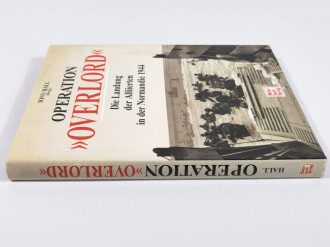 TONY HALL
OPERATION
»OVERLORD«
Die Landung
der Alliierten
in der Normandie 1944
HALL OPERATION »OVERLORD«